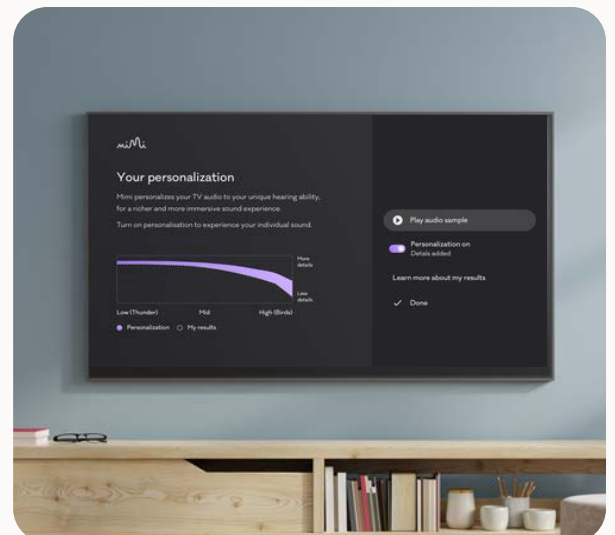 mimi
Your personalization
Mimi personalizes your TV audio to your unique hearing ability,
for a richer and more immersive sound experience.
Turn on personalisation to experience your individual sound.
More
details
Less
details
Low (Thunder) Mid High (Birds)
Personalization My results
Play audio sample
Personalization on
Details added
Learn more about my results
Done